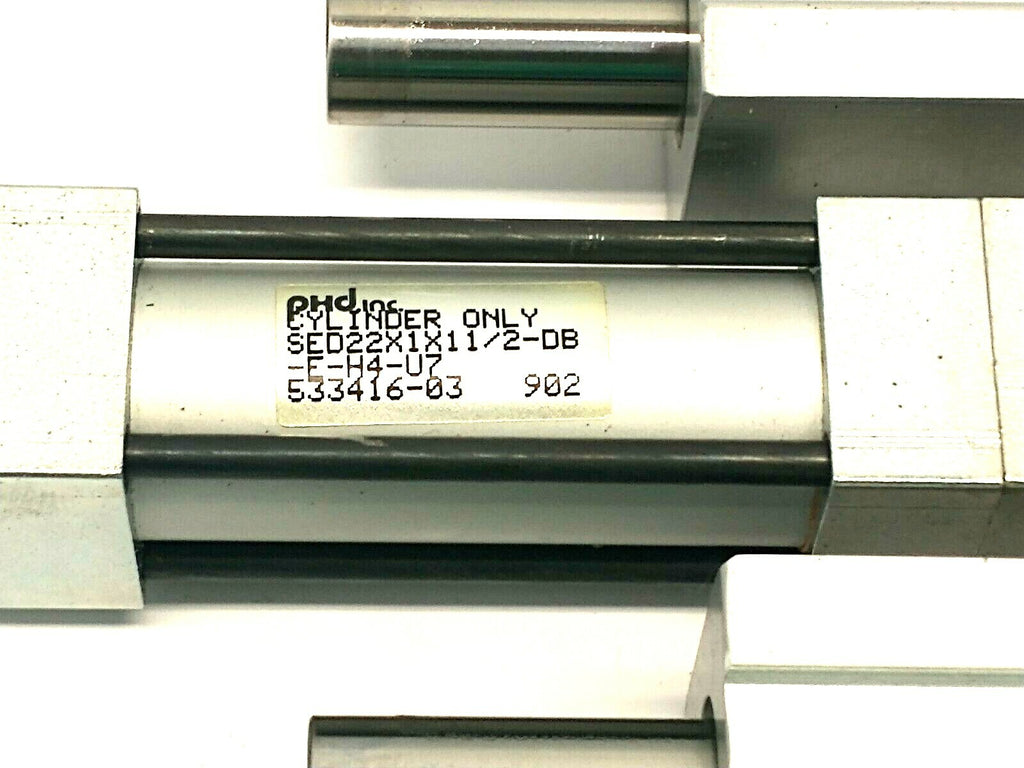 PHd inc.
CYLINDER ONLY
SED22X1X11/2-DB
-E-H4-U7
533416-03 902